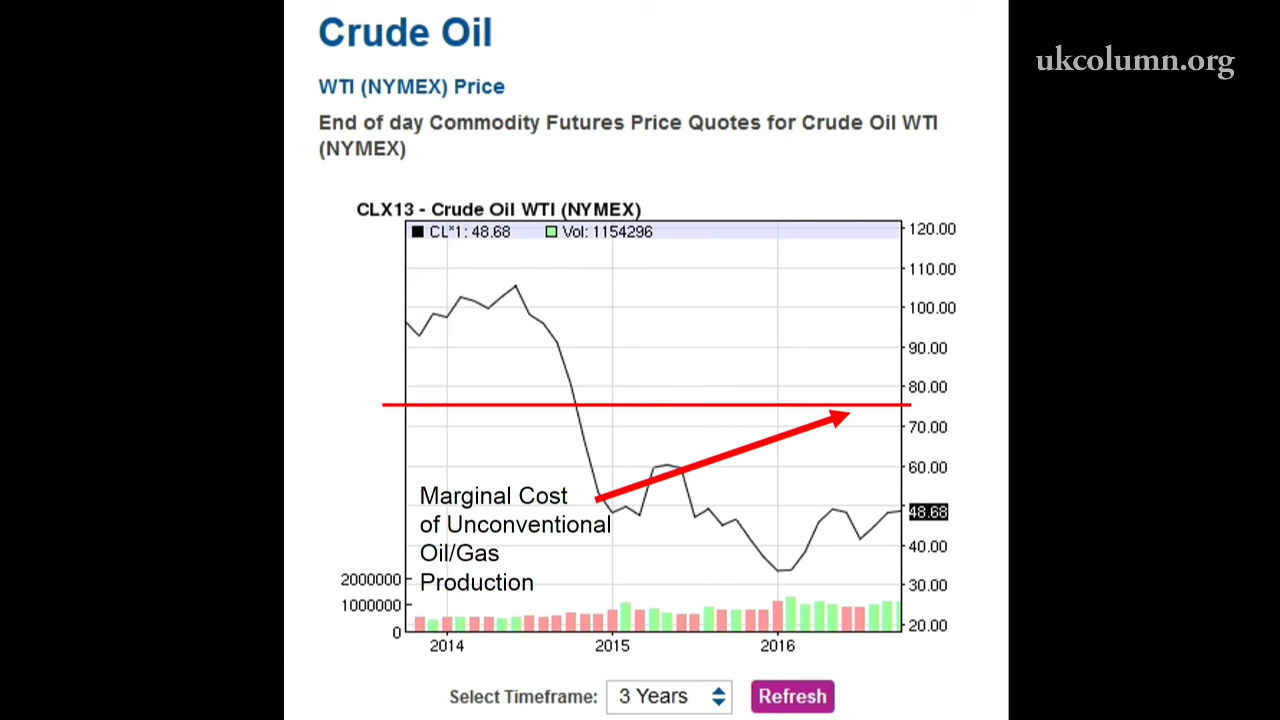 Crude Oil
ukcolumn.org
WTI (NYMEX) Price
End of day Commodity Futures Price Quotes for Crude Oil WTI
(NYMEX)
CLX13 - Crude Oil WTI (NYMEX)
CL*1: 48.68 Vol: 1154296
120.00
110.00
100.00
90.00
80.00
70.00
60.00
48.68
40.00
30.00
20.00
Marginal Cost
of Unconventional
Oil/Gas
Production
2000000
1000000
0
2014 2015 2016
Select Timeframe: 3 Years Refresh